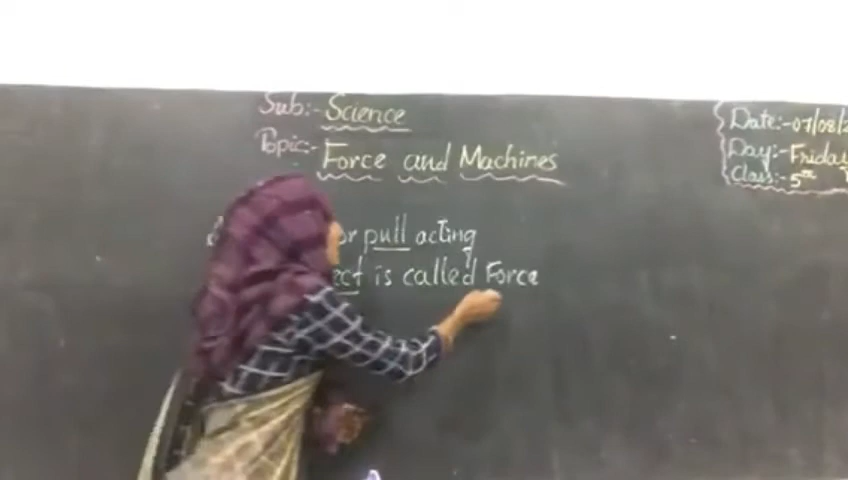 Sub:- Science
Topic:- Force and Machines
or pull acting
ect is called Force
Date:- 07/08/2
Day:- Friday
Class:- 5th